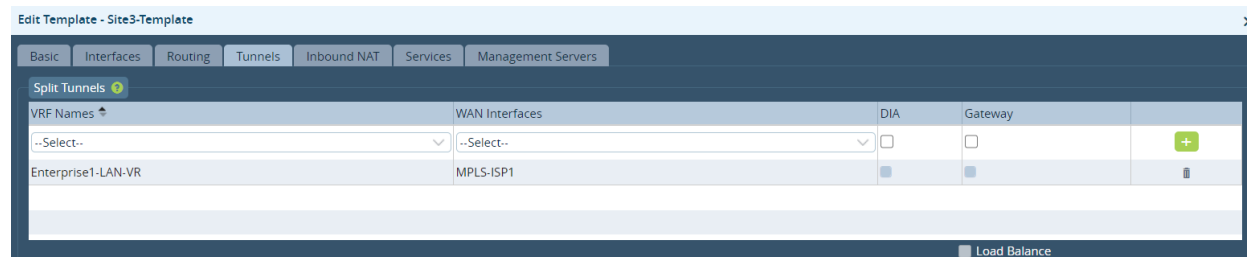 Edit Template - Site3-Template
Basic Interfaces Routing Tunnels Inbound NAT Services Management Servers
Split Tunnels ?
VRF Names WAN Interfaces DIA Gateway
--Select-- --Select-- +
Enterprise1-LAN-VR MPLS-ISP1
Load Balance